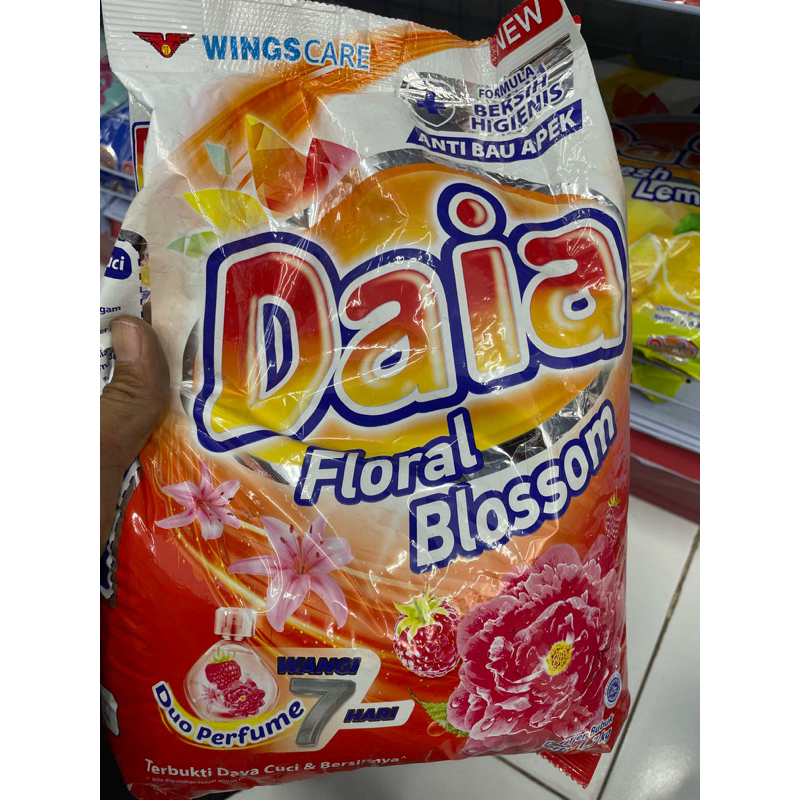 WINGSCARE
NEW
FORMULA
BERSIH
HIGIENIS
ANTI BAU APEK
Daia
Floral
Blossom
WANGI
7
HARI
Duo Perfume
Terbukti Daya Cuci & Bersihnya
Lem